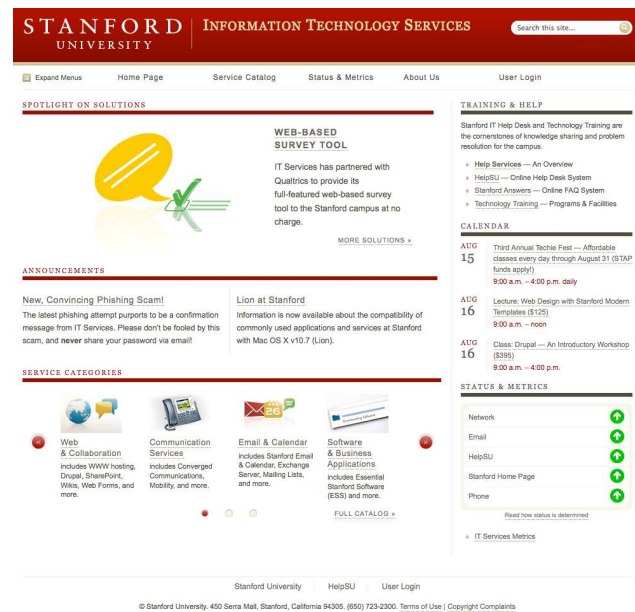 STANFORD
UNIVERSITY
INFORMATION TECHNOLOGY SERVICES
Search this site...
Expand Menus
Home Page
Service Catalog
Status & Metrics
About Us
User Login
SPOTLIGHT ON SOLUTIONS
WEB-BASED
SURVEY TOOL
IT Services has partnered with
Qualtrics to provide its
full-featured web-based survey
tool to the Stanford campus at no
charge.
MORE SOLUTIONS »
ANNOUNCEMENTS
New, Convincing Phishing Scam!
The latest phishing attempt purports to be a confirmation
message from IT Services. Please don't be fooled by this
scam, and never share your password via email!
Lion at Stanford
Information is now available about the compatibility of
commonly used applications and services at Stanford
with Mac OS X v10.7 (Lion).
SERVICE CATEGORIES
«
26
Web
& Collaboration
includes WWW hosting,
Drupal, SharePoint,
Wikis, Web Forms, and
more.
Communication
Services
includes Converged
Communications,
Mobility, and more.
Email & Calendar
includes Stanford Email
& Calendar, Exchange
Server, Mailing Lists,
and more.
Software
& Business
Applications
includes Essential
Stanford Software
(ESS) and more.
»
FULL CATALOG »
TRAINING & HELP
Stanford IT Help Desk and Technology Training are
the cornerstones of knowledge sharing and problem
resolution for the campus.
» Help Services — An Overview
» HelpSU — Online Help Desk System
» Stanford Answers — Online FAQ System
» Technology Training — Programs & Facilities
CALENDAR
AUG
15
Third Annual Techie Fest — Affordable
classes every day through August 31 (STAP
funds apply!)
9:00 a.m. – 4:00 p.m. daily
AUG
16
Lecture: Web Design with Stanford Modern
Templates ($125)
9:00 a.m. – noon
AUG
16
Class: Drupal — An Introductory Workshop
($395)
9:00 a.m. – 4:00 p.m.
STATUS & METRICS
Network
Email
HelpSU
Stanford Home Page
Phone
Read how status is determined
» IT Services Metrics
Stanford University
HelpSU
User Login
© Stanford University. 450 Serra Mall, Stanford, California 94305. (650) 723-2300. Terms of Use | Copyright Complaints